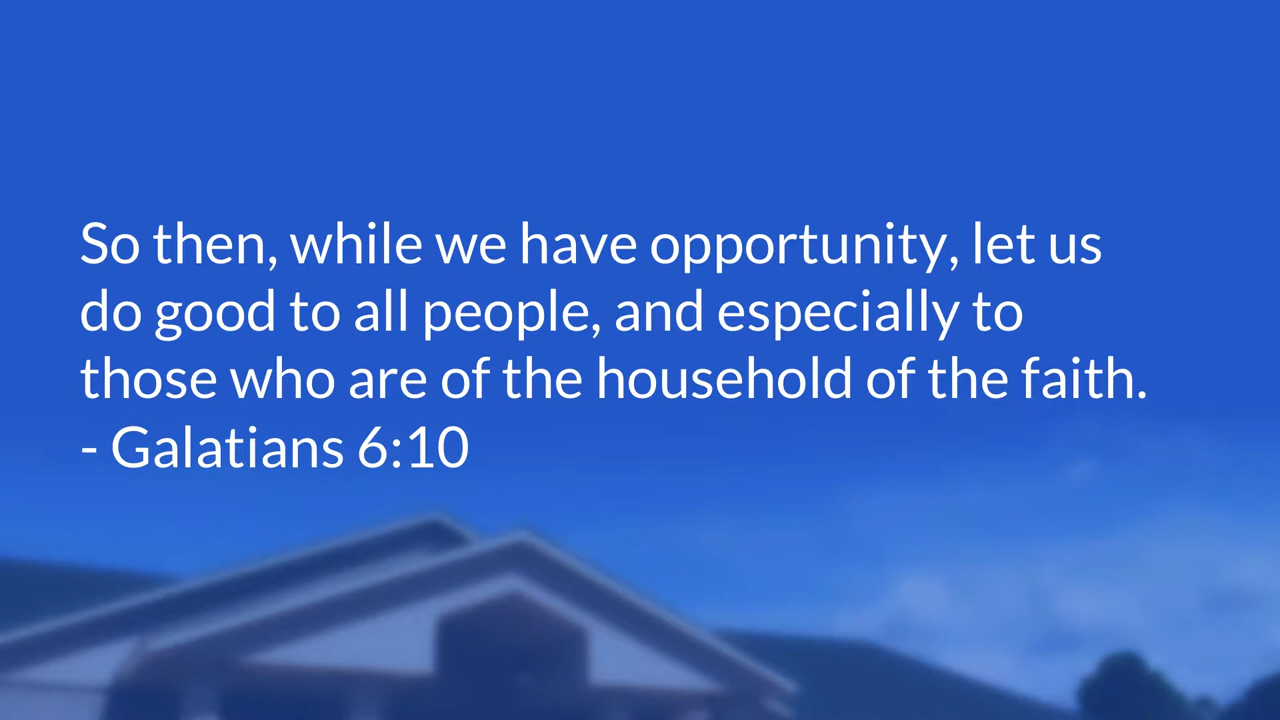 So then, while we have opportunity, let us
do good to all people, and especially to
those who are of the household of the faith.
- Galatians 6:10